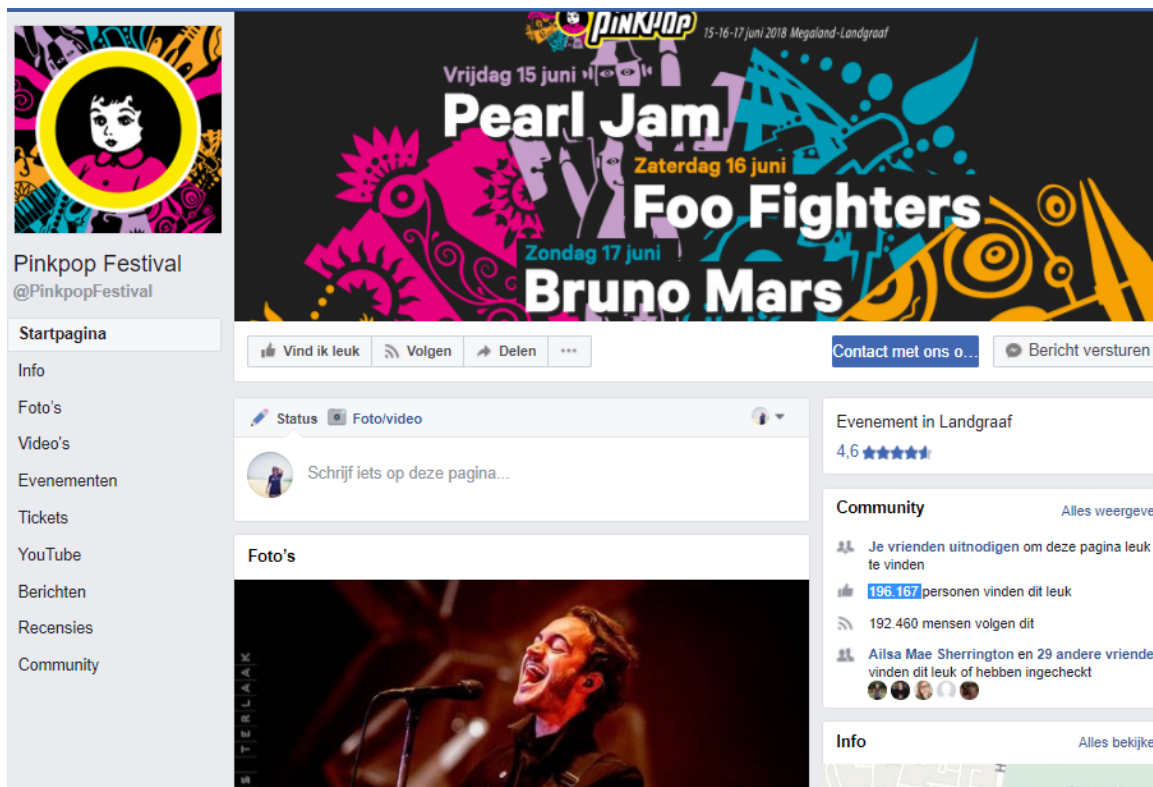 PINKPOP 15-16-17 juni 2018 Megaland-Landgraaf
Vrijdag 15 juni
Pearl Jam
Zaterdag 16 juni
Foo Fighters
Zondag 17 juni
Bruno Mars
Pinkpop Festival
@PinkpopFestival
Startpagina
Info
Foto's
Video's
Evenementen
Tickets
YouTube
Berichten
Recensies
Community
Vind ik leuk Volgen Delen ...
Contact met ons o... Bericht versturen
Status Foto/video
Schrijf iets op deze pagina...
Foto's
TERLAK
Evenement in Landgraaf
4,6
Community Alles weergeve
Je vrienden uitnodigen om deze pagina leuk
te vinden
196.167 personen vinden dit leuk
192.460 mensen volgen dit
Ailsa Mae Sherrington en 29 andere vriende
vinden dit leuk of hebben ingecheckt
Info Alles bekijke